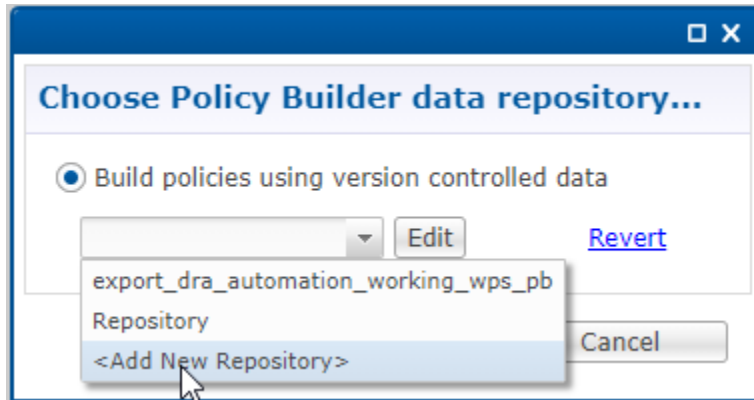 Choose Policy Builder data repository...
Build policies using version controlled data
Edit
Revert
export_dra_automation_working_wps_pb
Repository
<Add New Repository>
Cancel